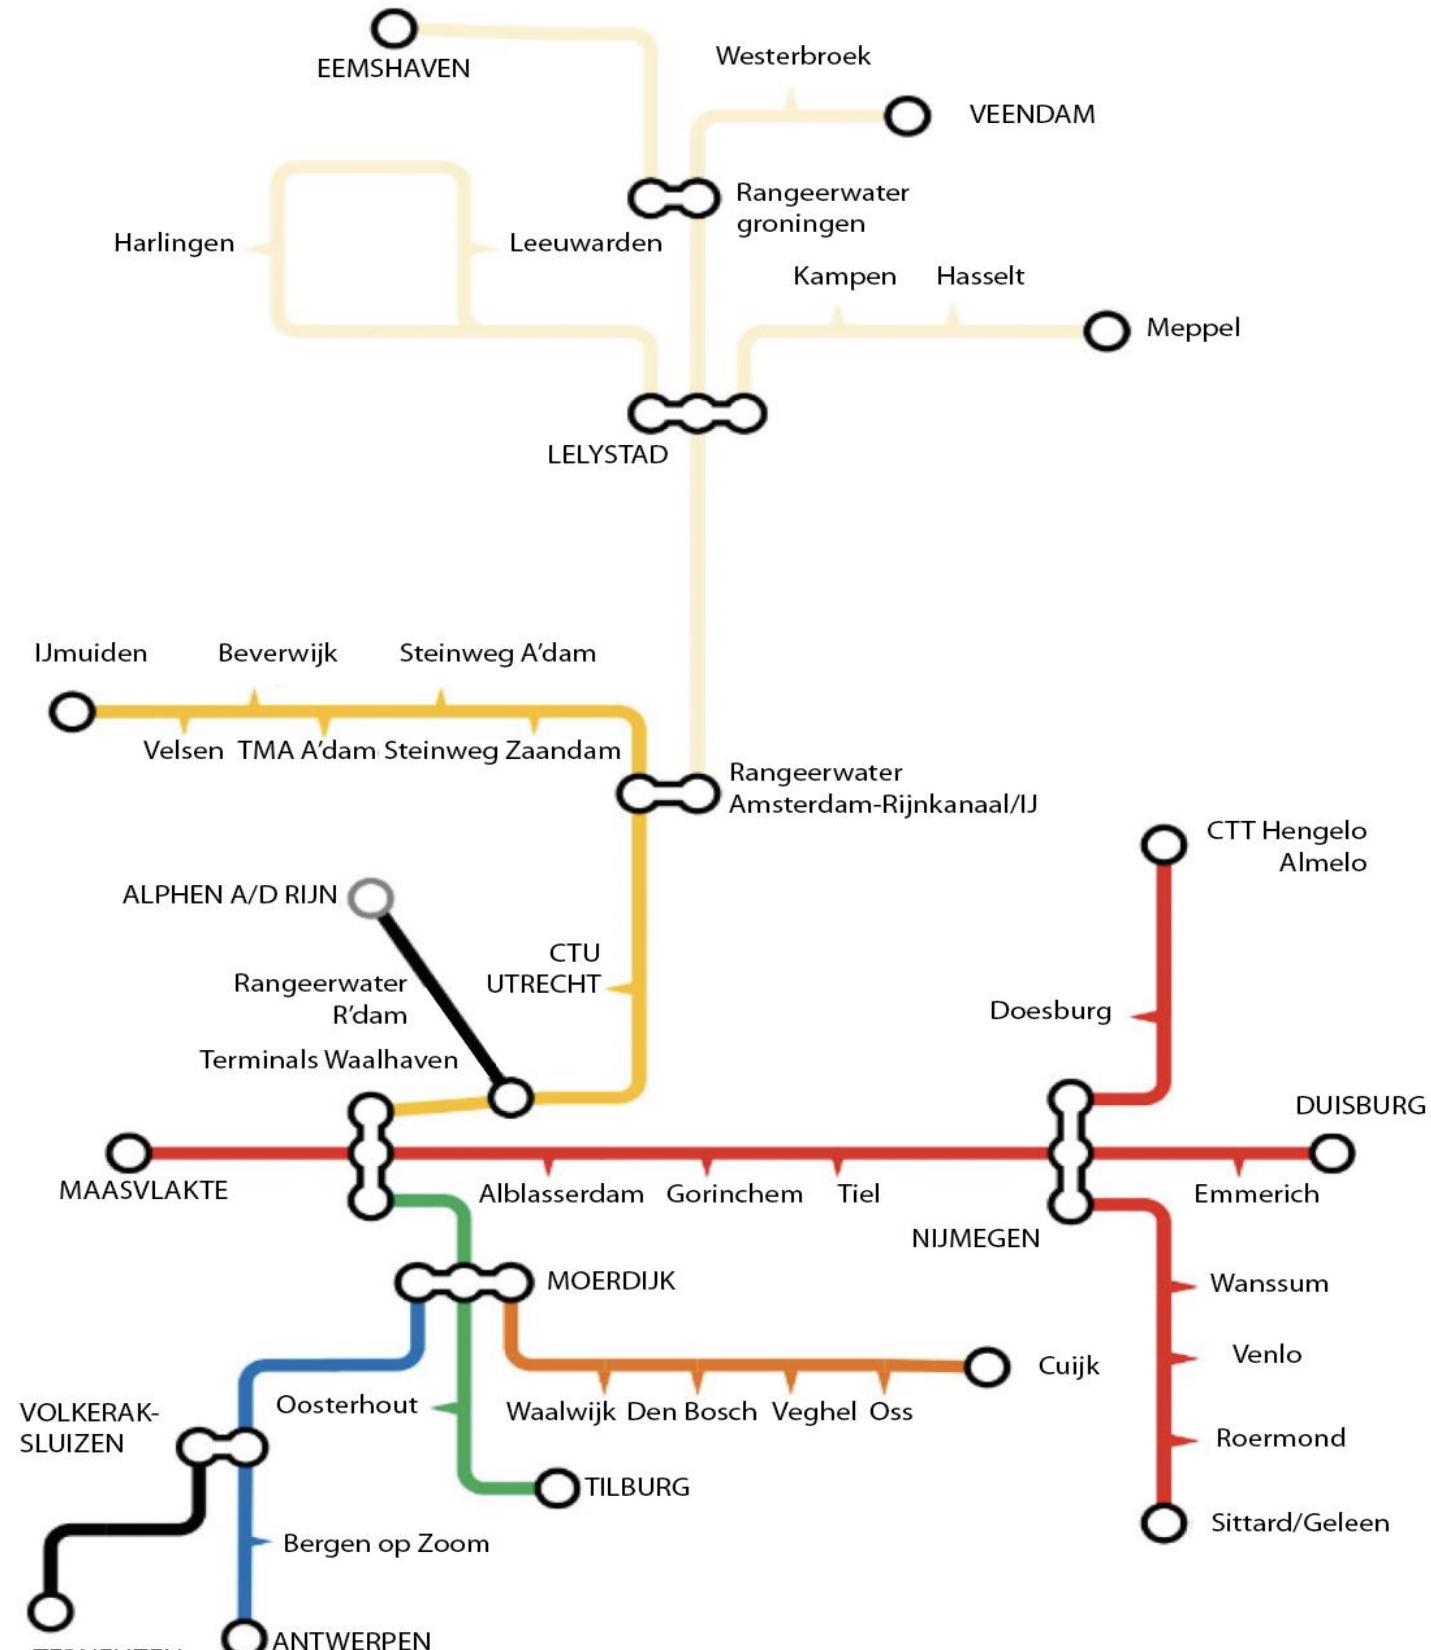 EEMSHAVEN
Westerbroek
VEENDAM
Rangeerwater
groningen
Harlingen
Leeuwarden
Kampen
Hasselt
Meppel
LELYSTAD
IJmuiden
Beverwijk
Steinweg A'dam
Velsen
TMA A'dam
Steinweg Zaandam
Rangeerwater
Amsterdam-Rijnkanaal/IJ
CTT Hengelo
Almelo
ALPHEN A/D RIJN
CTU
UTRECHT
Rangeerwater
R'dam
Doesburg
Terminals Waalhaven
DUISBURG
MAASVLAKTE
Alblasserdam
Gorinchem
Tiel
Emmerich
NIJMEGEN
MOERDIJK
Wanssum
Venlo
Cuijk
Oosterhout
Waalwijk
Den Bosch
Veghel
Oss
VOLKERAK-
SLUIZEN
Roermond
TILBURG
Sittard/Geleen
Bergen op Zoom
ANTWERPEN